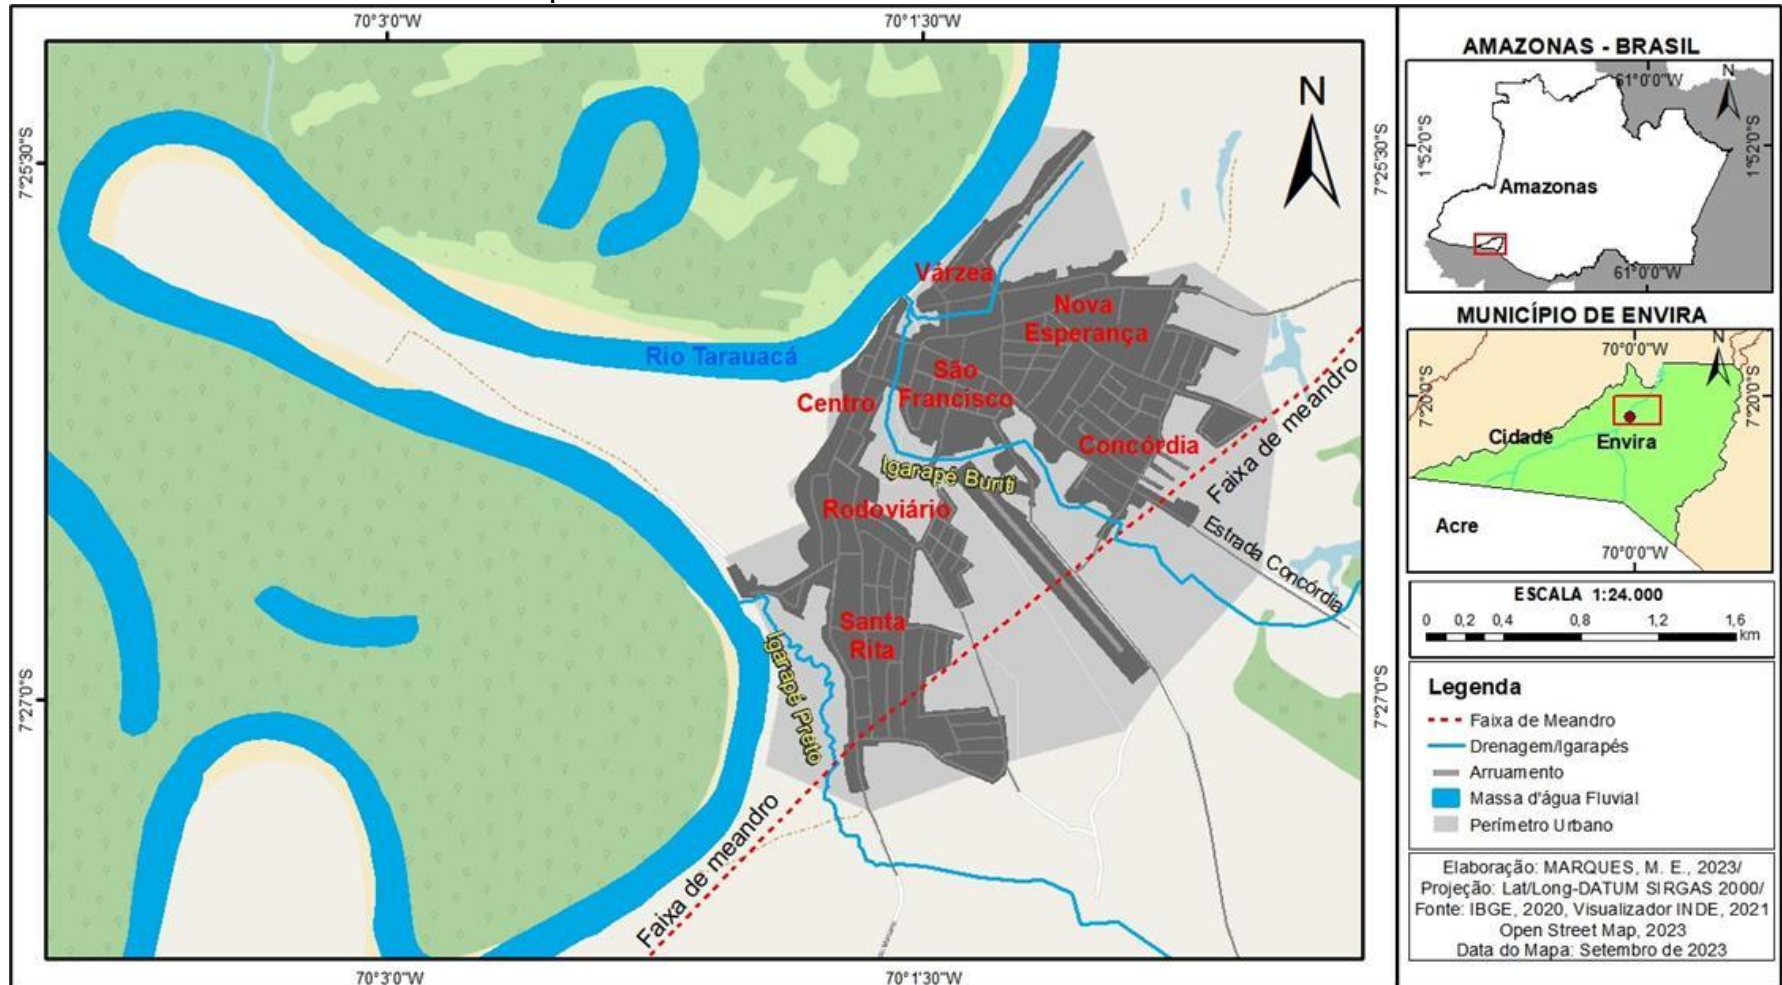 70°3'0"W
70°1'30"W
7°25'30"S
7°25'30"S
N
Várzea
Nova
Esperança
Rio Tarauacá
São
Francisco
Centro
Concórdia
Faixa de meandro
Igarapé Buriti
Rodoviário
Estrada Concórdia
Santa
Rita
Igarapé Preto
7°27'0"S
7°27'0"S
Faixa de meandro
70°3'0"W
70°1'30"W
AMAZONAS - BRASIL
61°0'0"W
N
1°52'0"S
1°52'0"S
Amazonas
61°0'0"W
MUNICÍPIO DE ENVIRA
70°0'0"W
N
7°20'0"S
7°20'0"S
Cidade
Envira
Acre
70°0'0"W
ESCALA 1:24.000
0 0,2 0,4 0,8 1,2 1,6
km
Legenda
Faixa de Meandro
Drenagem/Igarapés
Arruamento
Massa d'água Fluvial
Perímetro Urbano
Elaboração: MARQUES, M. E., 2023/
Projeção: Lat/Long-DATUM SIRGAS 2000/
Fonte: IBGE, 2020, Visualizador INDE, 2021
Open Street Map, 2023
Data do Mapa: Setembro de 2023